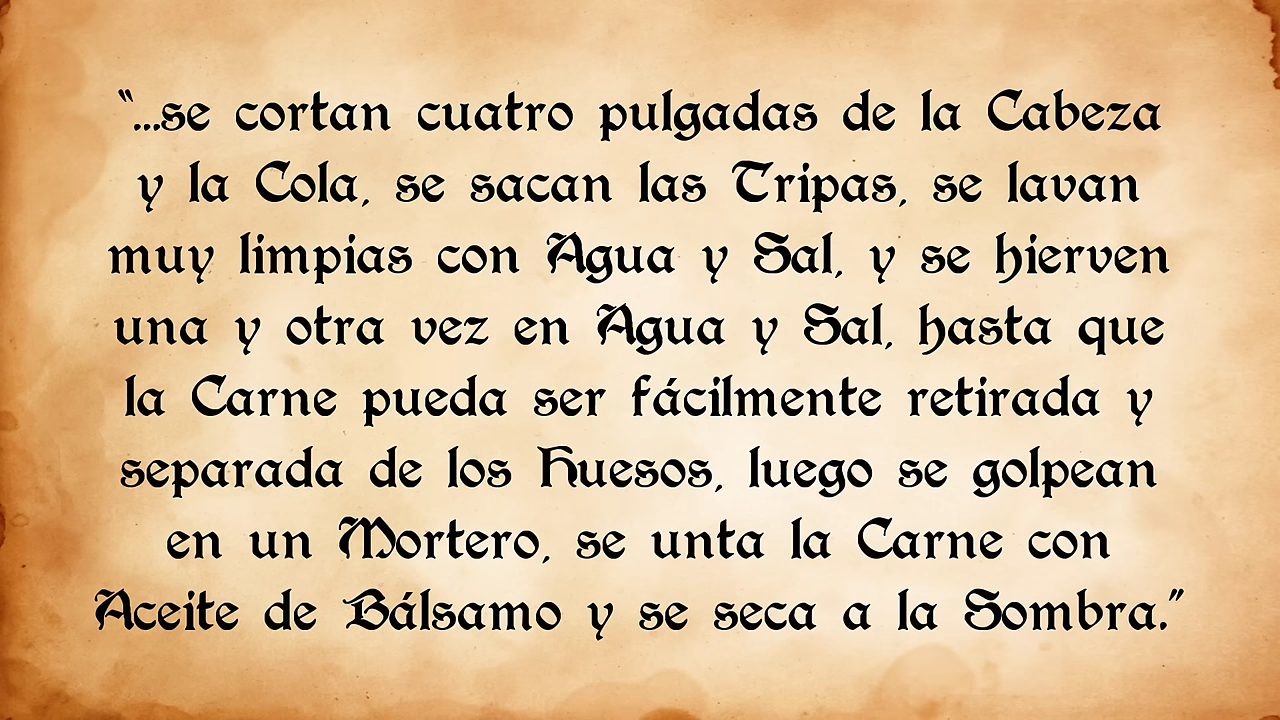 “...se cortan cuatro pulgadas de la Cabeza
y la Cola, se sacan las Tripas, se lavan
muy limpias con Agua y Sal, y se hierven
una y otra vez en Agua y Sal, hasta que
la Carne pueda ser fácilmente retirada y
separada de los Huesos, luego se golpean
en un Mortero, se unta la Carne con
Aceite de Bálsamo y se seca a la Sombra.”